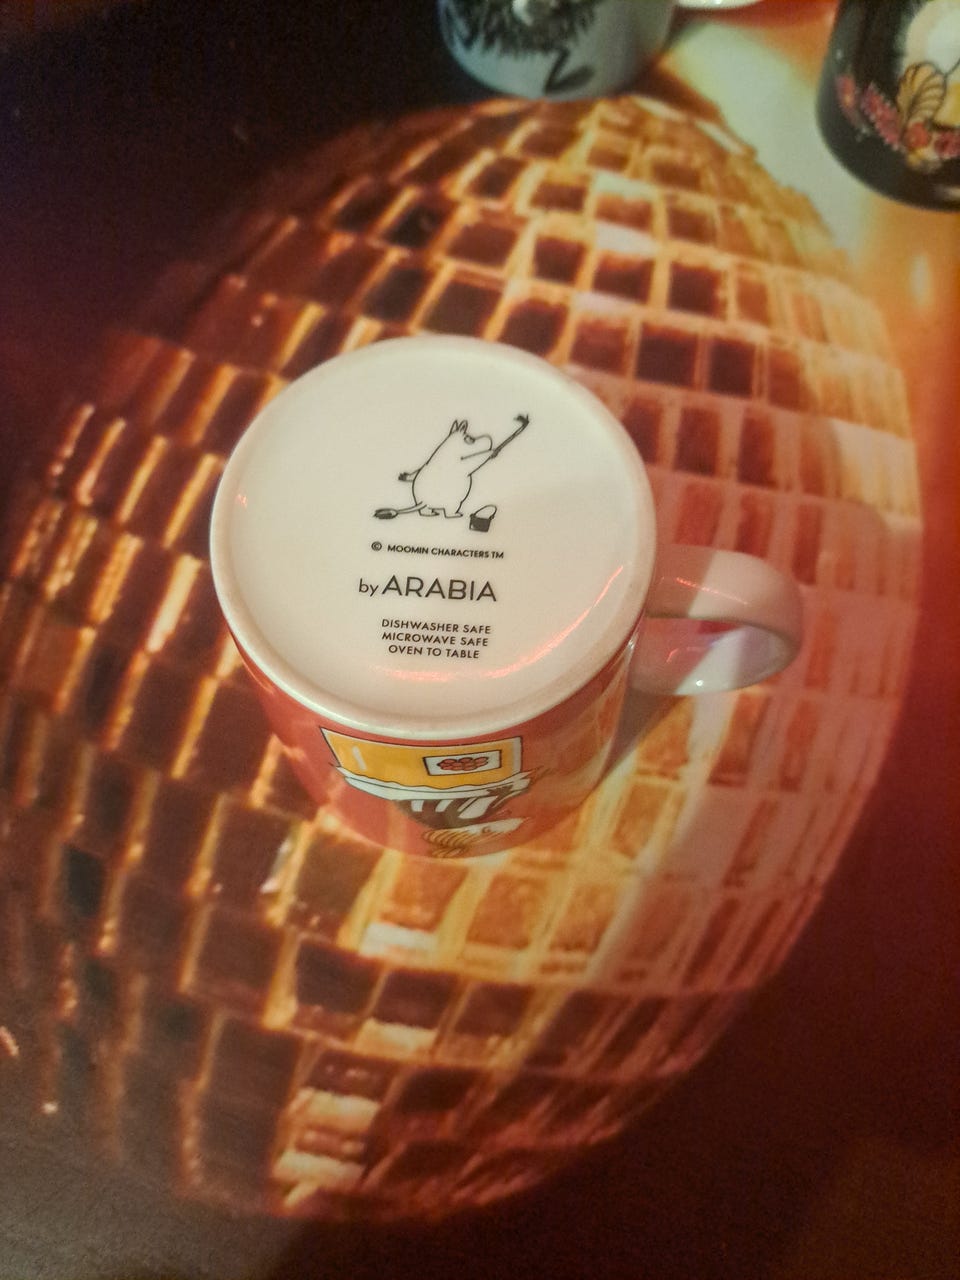 © MOOMIN CHARACTERS TM
by ARABIA
DISHWASHER SAFE
MICROWAVE SAFE
OVEN TO TABLE